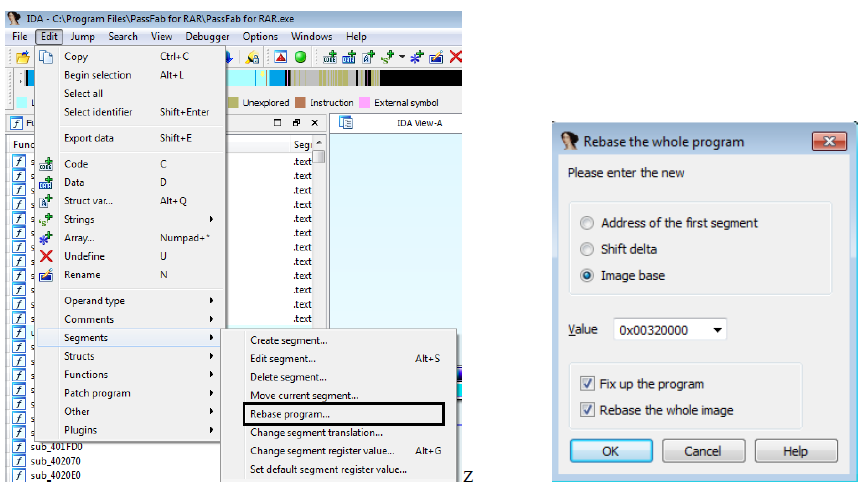 IDA - C:\Program Files\PassFab for RAR\PassFab for RAR.exe
File Edit Jump Search View Debugger Options Windows Help
Copy Ctrl+C
Begin selection Alt+L
Select all
Unexplored Instruction External symbol
Select identifier Shift+Enter
IDA View-A
Export data Shift+E
Func Segi
Code C .text
Data D .text
Struct var... Alt+Q .text
Strings .text
Array... Numpad+* .text
Undefine U .text
Rename N .text
.text
Operand type .text
Comments .text
Segments
Structs
Functions
Patch program
Other
Plugins
Create segment...
Edit segment... Alt+S
Delete segment...
Move current segment...
Rebase program...
Change segment translation...
Change segment register value... Alt+G
Set default segment register value...
sub_401FD0
sub_402070
sub_4020E0
z
Rebase the whole program
Please enter the new
Address of the first segment
Shift delta
Image base
Value 0x00320000
Fix up the program
Rebase the whole image
OK Cancel Help